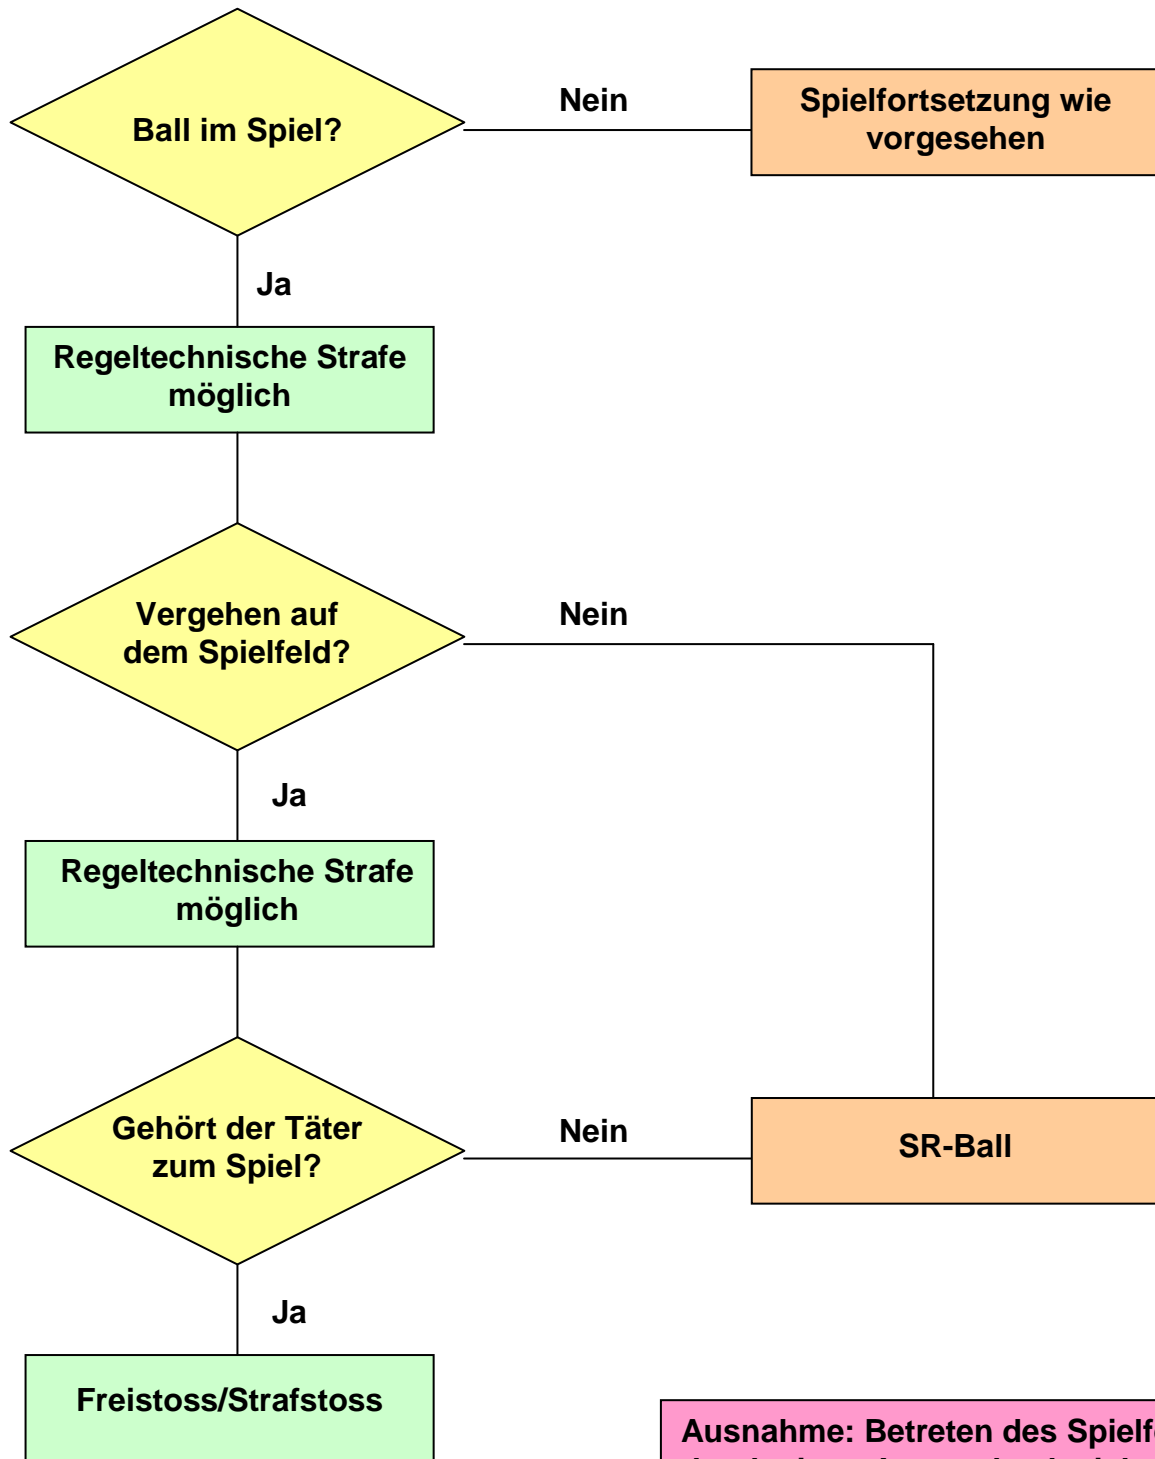 Ball im Spiel?
Nein
Spielfortsetzung wie
vorgesehen
Ja
Regeltechnische Strafe
möglich
Vergehen auf
dem Spielfeld?
Nein
Ja
Regeltechnische Strafe
möglich
Gehört der Täter
zum Spiel?
Nein
SR-Ball
Ja
Freistoss/Strafstoss
Ausnahme: Betreten des